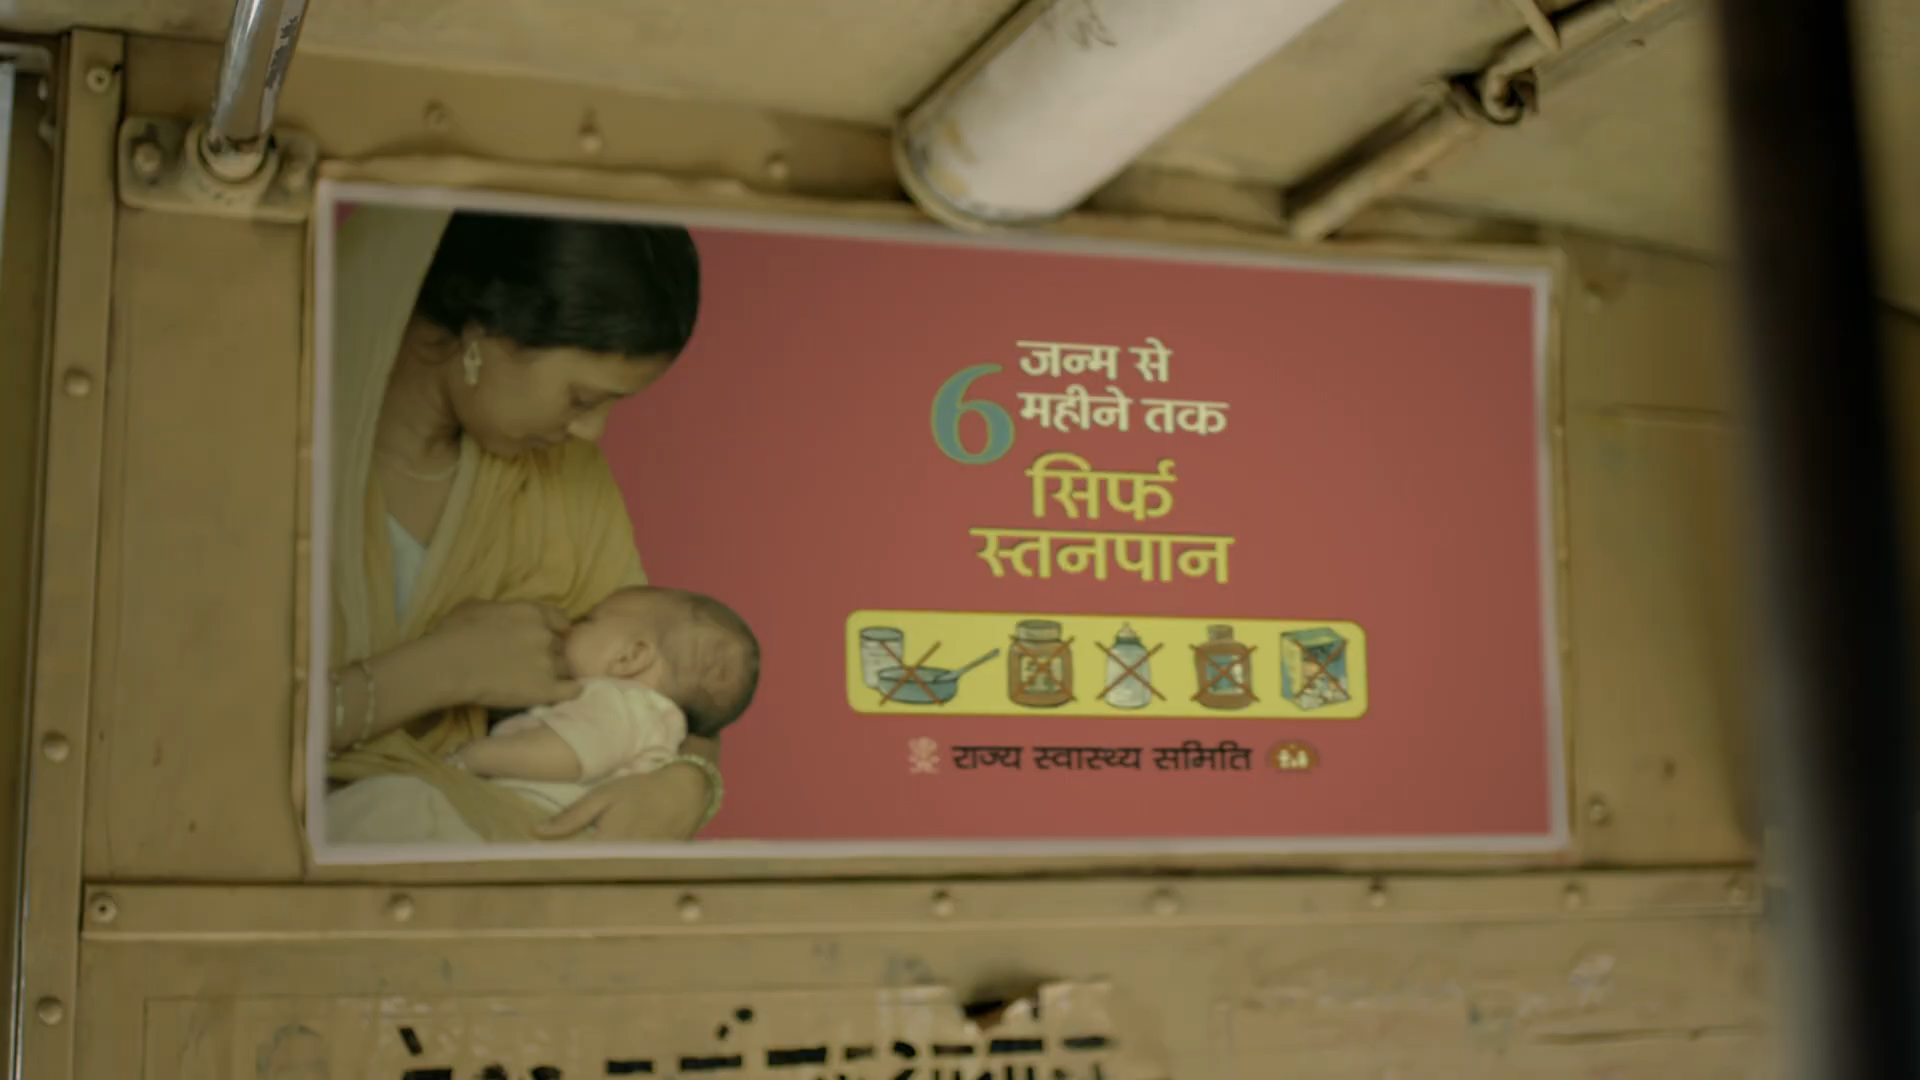 जन्म से
6 महीने तक
सिर्फ
स्तनपान
राज्य स्वास्थ्य समिति